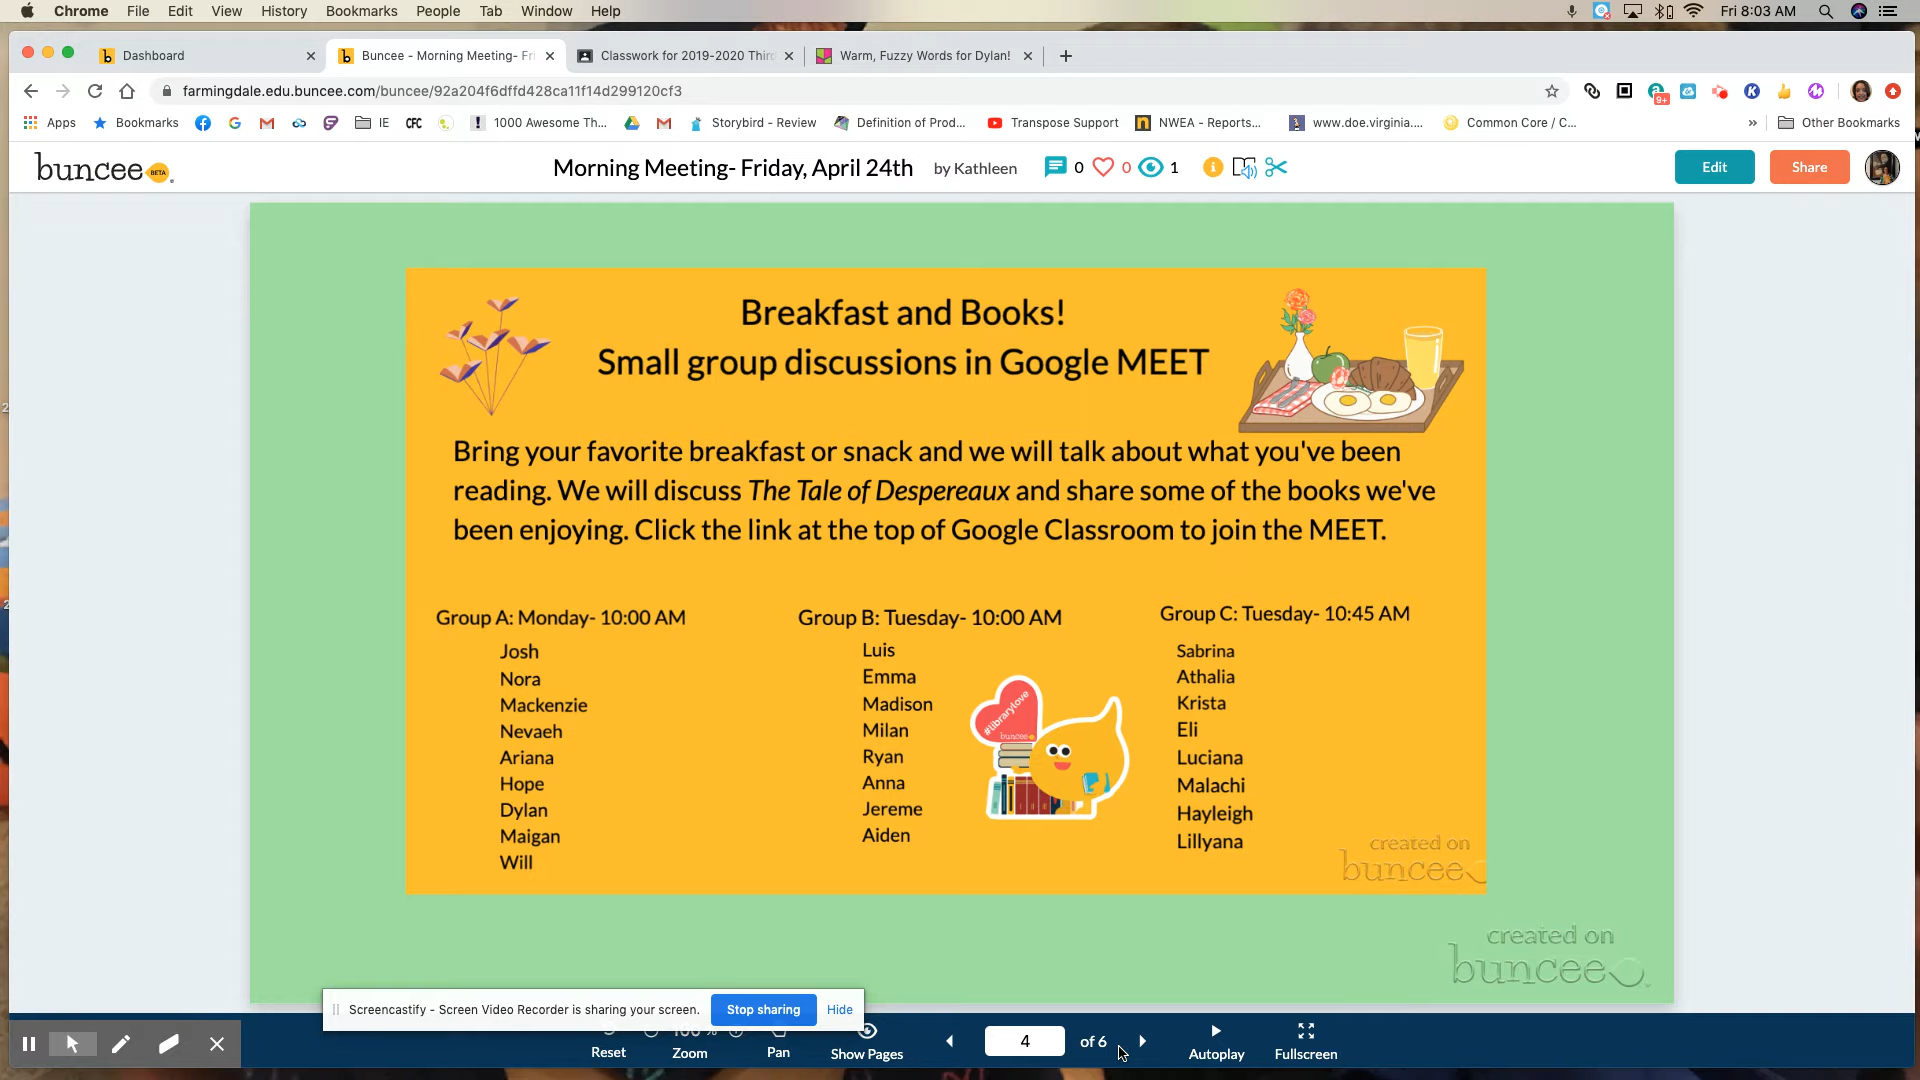 Chrome File Edit View History Bookmarks People Tab Window Help
Fri 8:03 AM
Dashboard
Buncee - Morning Meeting- Fri
Classwork for 2019-2020 Third
Warm, Fuzzy Words for Dylan!
farmingdale.edu.buncee.com/buncee/92a204f6dffd428ca11f14d299120cf3
9+
Apps Bookmarks IE CFC 1000 Awesome Th... Storybird - Review Definition of Prod... Transpose Support NWEA - Reports... www.doe.virginia.... Common Core / C... » Other Bookmarks
buncee BETA
Morning Meeting- Friday, April 24th by Kathleen 0 0 1
Edit Share
Breakfast and Books!
Small group discussions in Google MEET
Bring your favorite breakfast or snack and we will talk about what you've been
reading. We will discuss The Tale of Despereaux and share some of the books we've
been enjoying. Click the link at the top of Google Classroom to join the MEET.
Group A: Monday- 10:00 AM
Josh
Nora
Mackenzie
Nevaeh
Ariana
Hope
Dylan
Maigan
Will
Group B: Tuesday- 10:00 AM
Luis
Emma
Madison
Milan
Ryan
Anna
Jereme
Aiden
#librarylove
buncee
Group C: Tuesday- 10:45 AM
Sabrina
Athalia
Krista
Eli
Luciana
Malachi
Hayleigh
Lillyana
created on
buncee
created on
buncee
Screencastify - Screen Video Recorder is sharing your screen. Stop sharing Hide
Reset
Zoom
Pan
Show Pages
4 of 6
Autoplay
Fullscreen